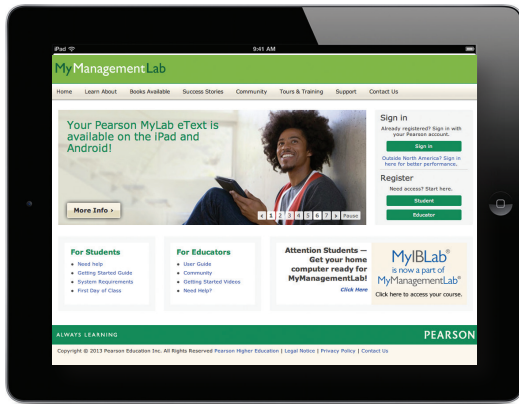 iPad
9:41 AM
MyManagementLab
Home Learn About Books Available Success Stories Community Tours & Training Support Contact Us
Your Pearson MyLab eText is
available on the iPad and
Android!
More Info ›
1 2 3 4 5 6 7 Pause
Sign in
Already registered? Sign in with
your Pearson account.
Sign in
Outside North America? Sign in
here for better performance.
Register
Need access? Start here.
Student
Educator
For Students
• Need help
• Getting Started Guide
• System Requirements
• First Day of Class
For Educators
• User Guide
• Community
• Getting Started Videos
• Need Help?
Attention Students —
Get your home
computer ready for
MyManagementLab!
Click Here
MyIBLab®
is now a part of
MyManagementLab®
Click here to access your course.
ALWAYS LEARNING
PEARSON
Copyright © 2013 Pearson Education Inc. All Rights Reserved Pearson Higher Education | Legal Notice | Privacy Policy | Contact Us